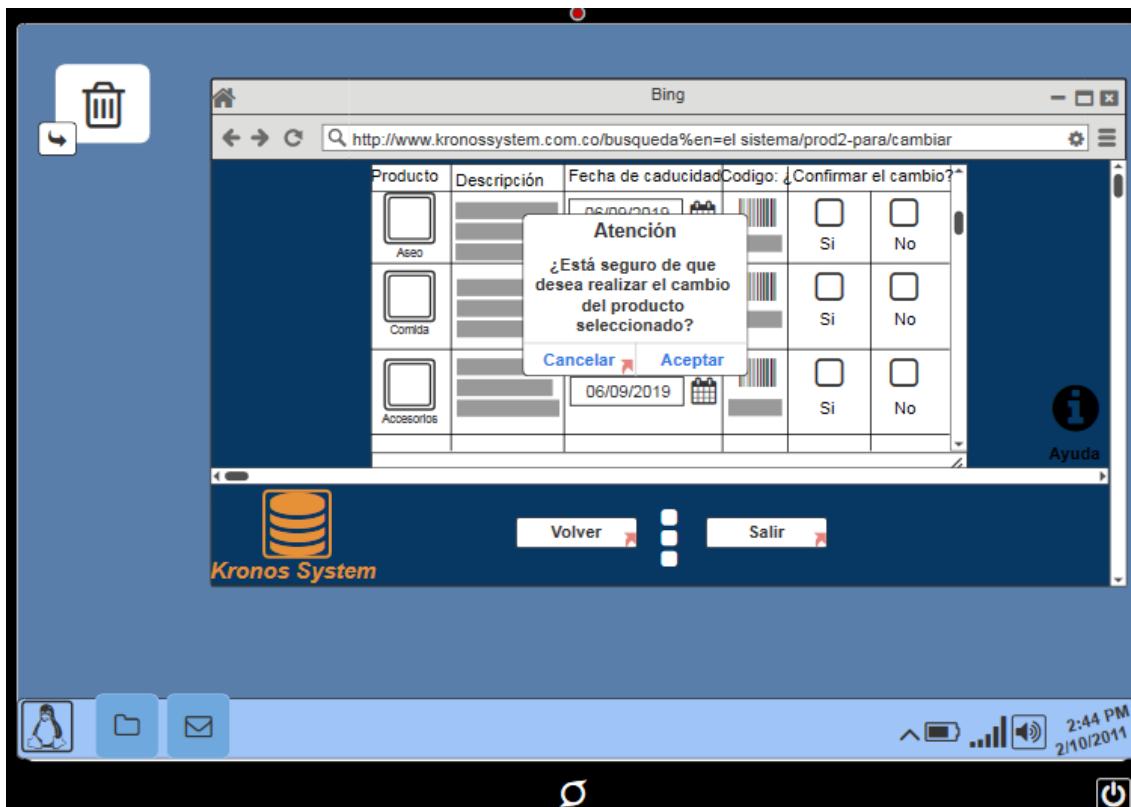 Bing
http://www.kronossystem.com.co/busqueda%en=el sistema/prod2-para/cambiar
Producto
Descripción
Fecha de caducidad
Codigo: ¿Confirmar el cambio?
06/09/2019
Aseo
Si
No
Atención
¿Está seguro de que
desea realizar el cambio
del producto
seleccionado?
Cancelar
Aceptar
Comida
Si
No
06/09/2019
Accesorios
Si
No
Ayuda
Kronos System
Volver
Salir
2:44 PM
2/10/2011